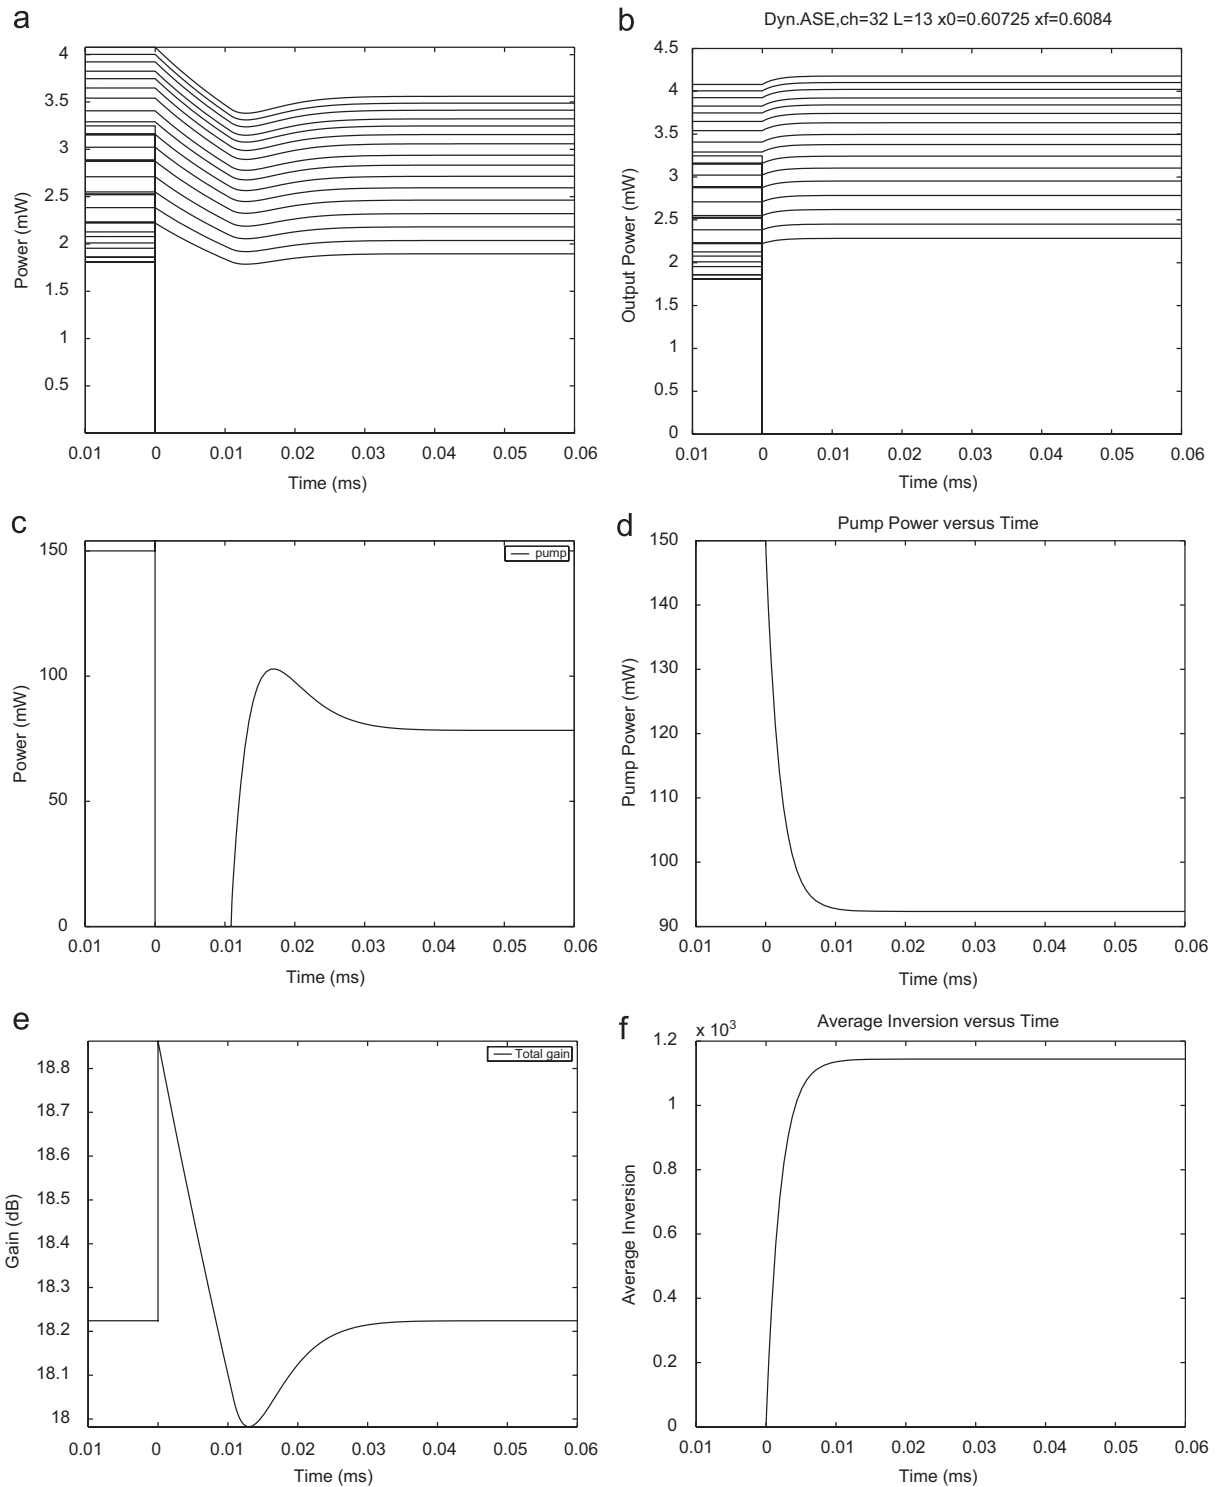 a
4
3.5
3
2.5
2
1.5
1
0.5
Power (mW)
0.01 0 0.01 0.02 0.03 0.04 0.05 0.06
Time (ms)
b
Dyn.ASE,ch=32 L=13 x0=0.60725 xf=0.6084
4.5
4
3.5
3
2.5
2
1.5
1
0.5
0
Output Power (mW)
0.01 0 0.01 0.02 0.03 0.04 0.05 0.06
Time (ms)
c
150
100
50
0
Power (mW)
pump
0.01 0 0.01 0.02 0.03 0.04 0.05 0.06
Time (ms)
d
Pump Power versus Time
150
140
130
120
110
100
90
Pump Power (mW)
0.01 0 0.01 0.02 0.03 0.04 0.05 0.06
Time (ms)
e
18.8
18.7
18.6
18.5
18.4
18.3
18.2
18.1
18
Gain (dB)
Total gain
0.01 0 0.01 0.02 0.03 0.04 0.05 0.06
Time (ms)
f
x 10³
Average Inversion versus Time
1.2
1
0.8
0.6
0.4
0.2
0
Average Inversion
0.01 0 0.01 0.02 0.03 0.04 0.05 0.06
Time (ms)